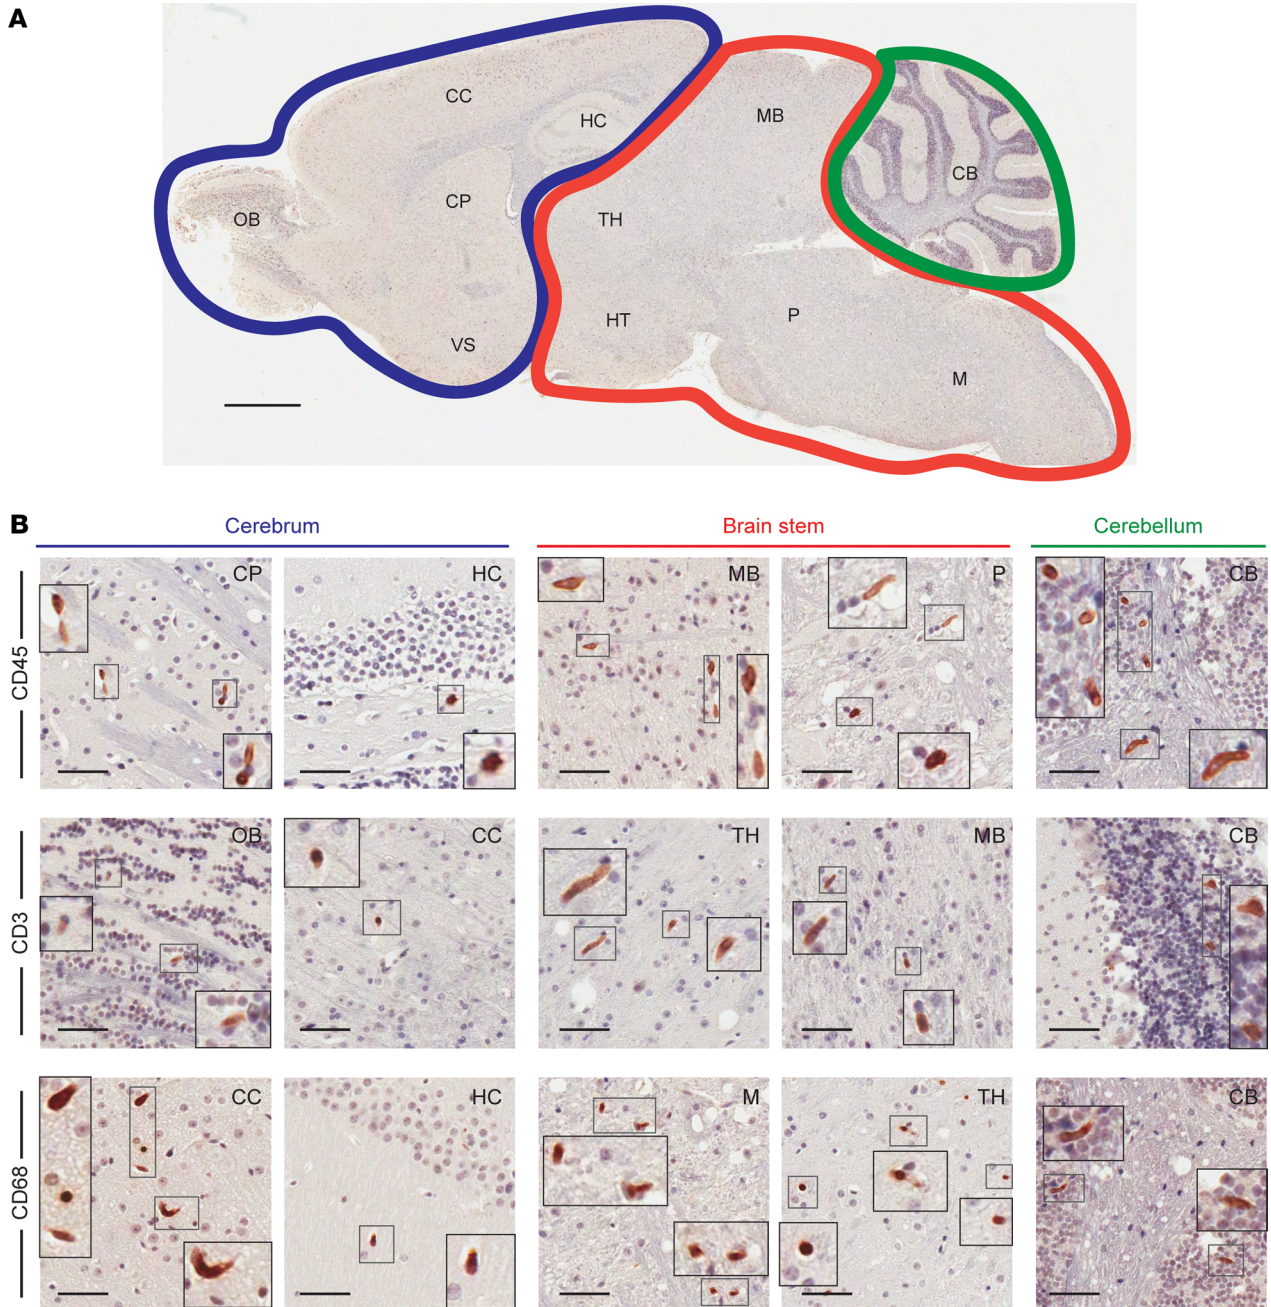 A
CC
HC
MB
CB
CP
OB
TH
HT
P
VS
M
B
Cerebrum Brain stem Cerebellum
CD45
CP HC MB P CB
CD3
OB CC TH MB CB
CD68
CC HC M TH CB